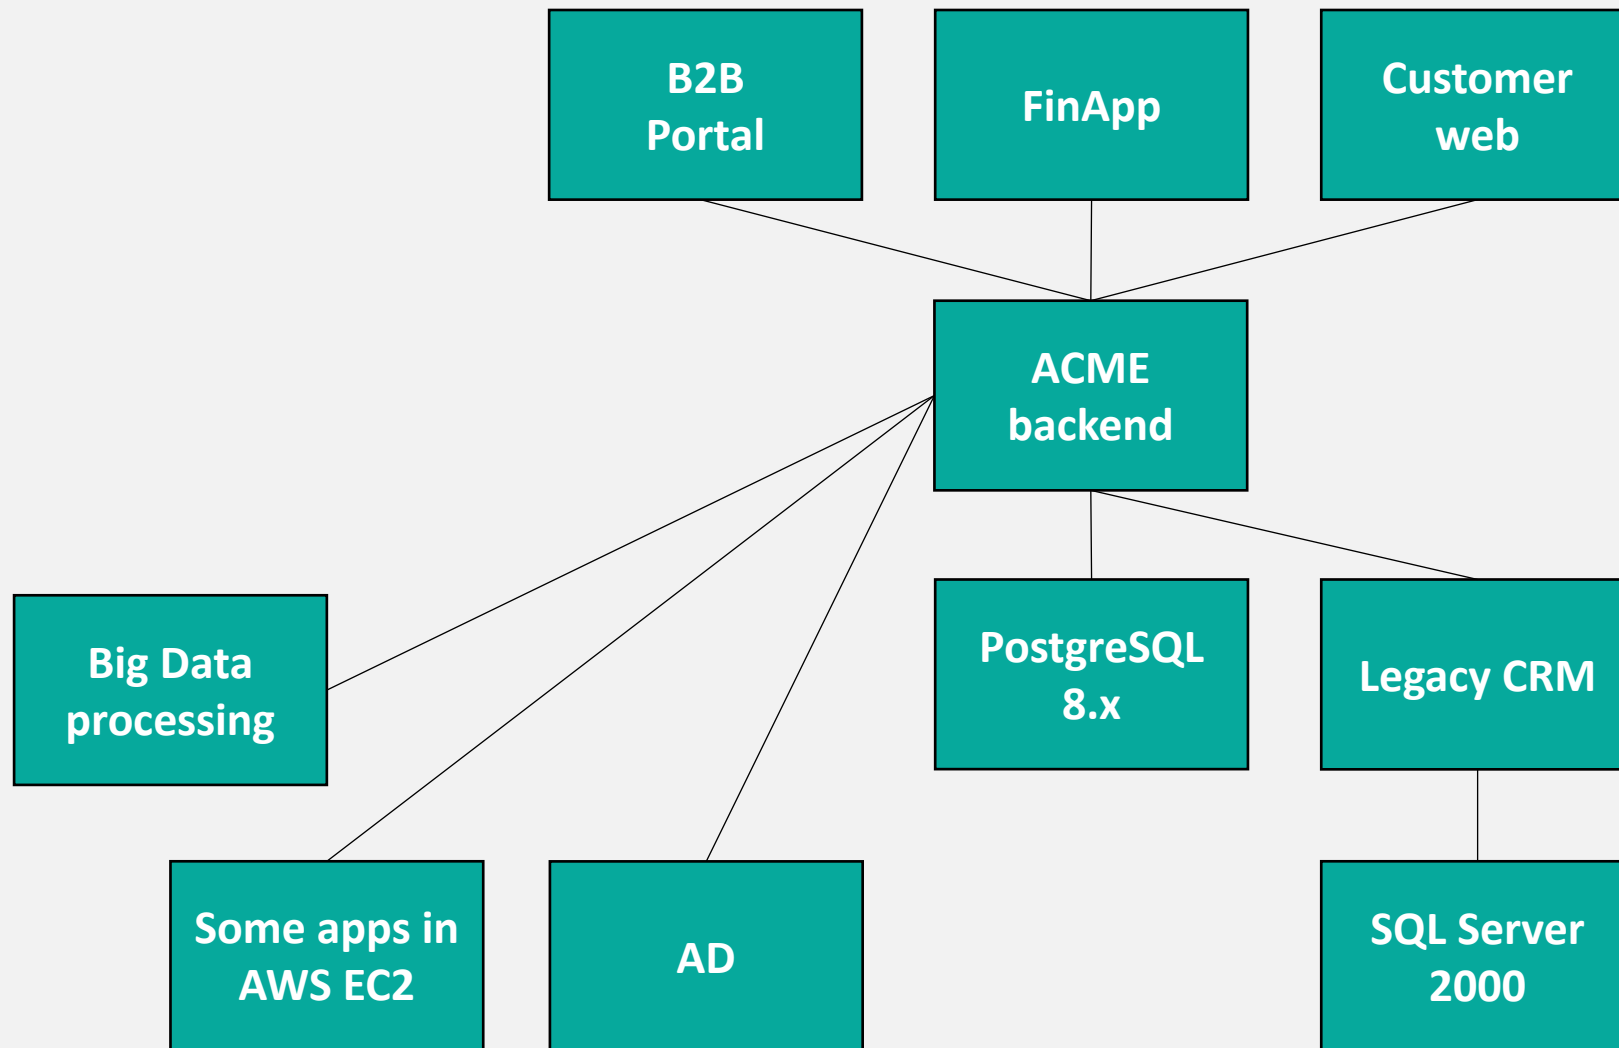 B2B
Portal
FinApp
Customer
web
ACME
backend
Big Data
processing
PostgreSQL
8.x
Legacy CRM
Some apps in
AWS EC2
AD
SQL Server
2000